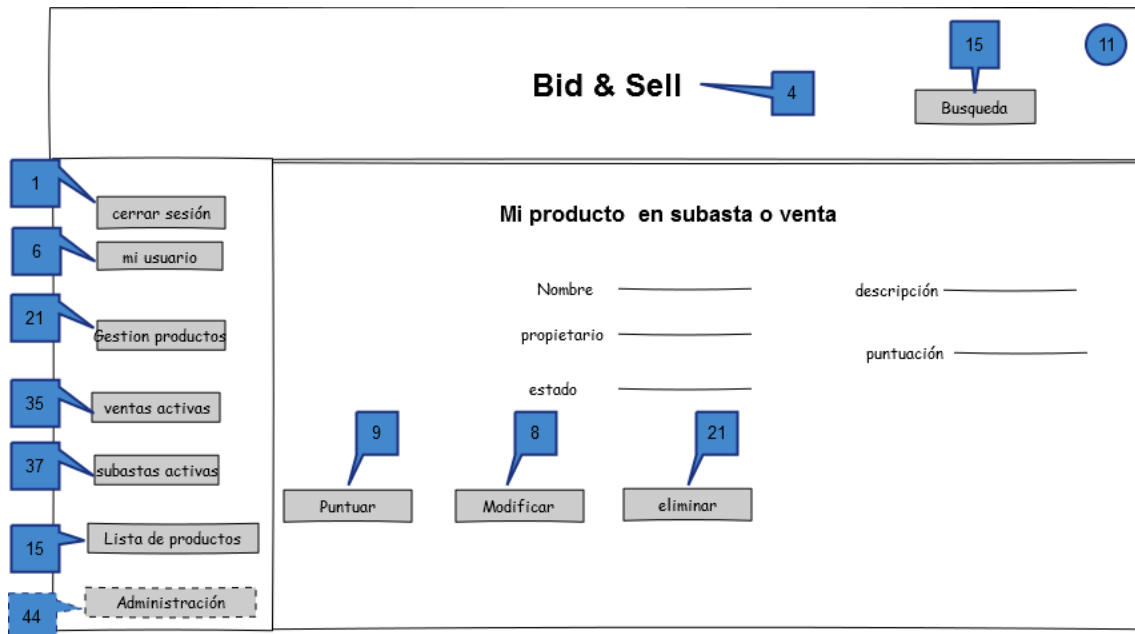 15
11
Bid & Sell
4
Busqueda
1
cerrar sesión
6
mi usuario
21
Gestion productos
35
ventas activas
37
subastas activas
15
Lista de productos
44
Administración
Mi producto en subasta o venta
Nombre
descripción
propietario
puntuación
estado
9
8
21
Puntuar
Modificar
eliminar